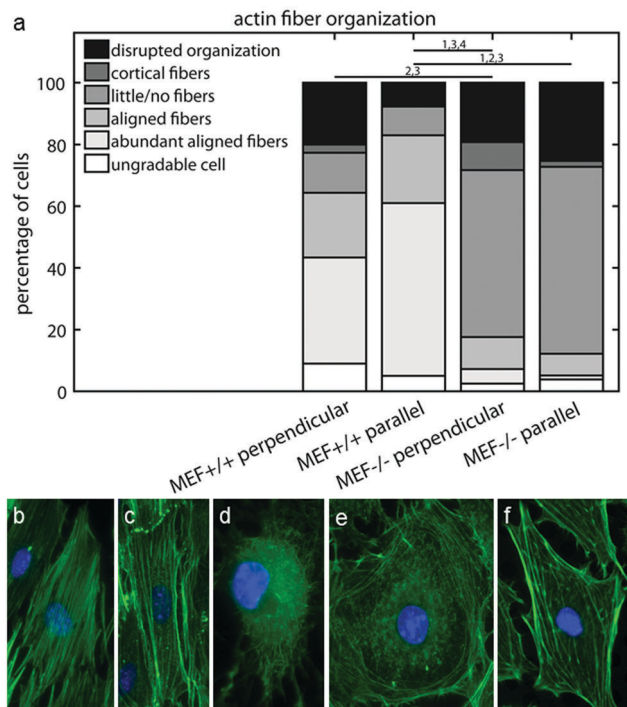 a
actin fiber organization
1,3,4
1,2,3
2,3
disrupted organization
cortical fibers
little/no fibers
aligned fibers
abundant aligned fibers
ungradable cell
percentage of cells
100
80
60
40
20
0
MEF+/+ perpendicular
MEF+/+ parallel
MEF-/- perpendicular
MEF-/- parallel
b
c
d
e
f